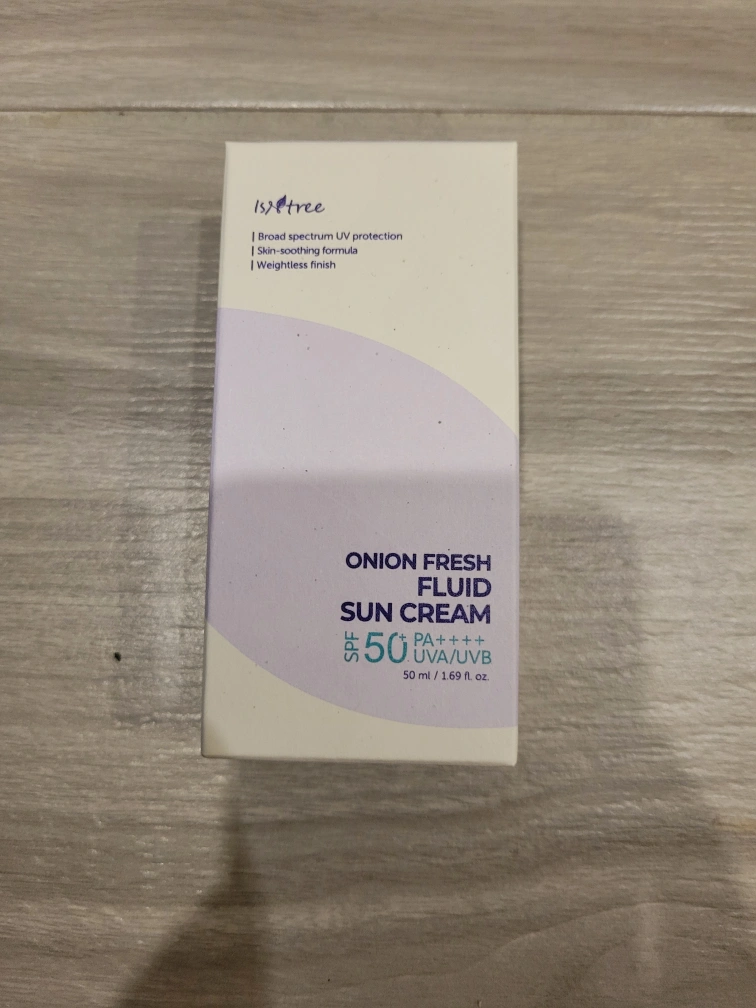 Isntree
Broad spectrum UV protection
Skin-soothing formula
Weightless finish
ONION FRESH
FLUID
SUN CREAM
SPF 50+ PA++++
UVA/UVB
50 ml / 1.69 fl. oz.